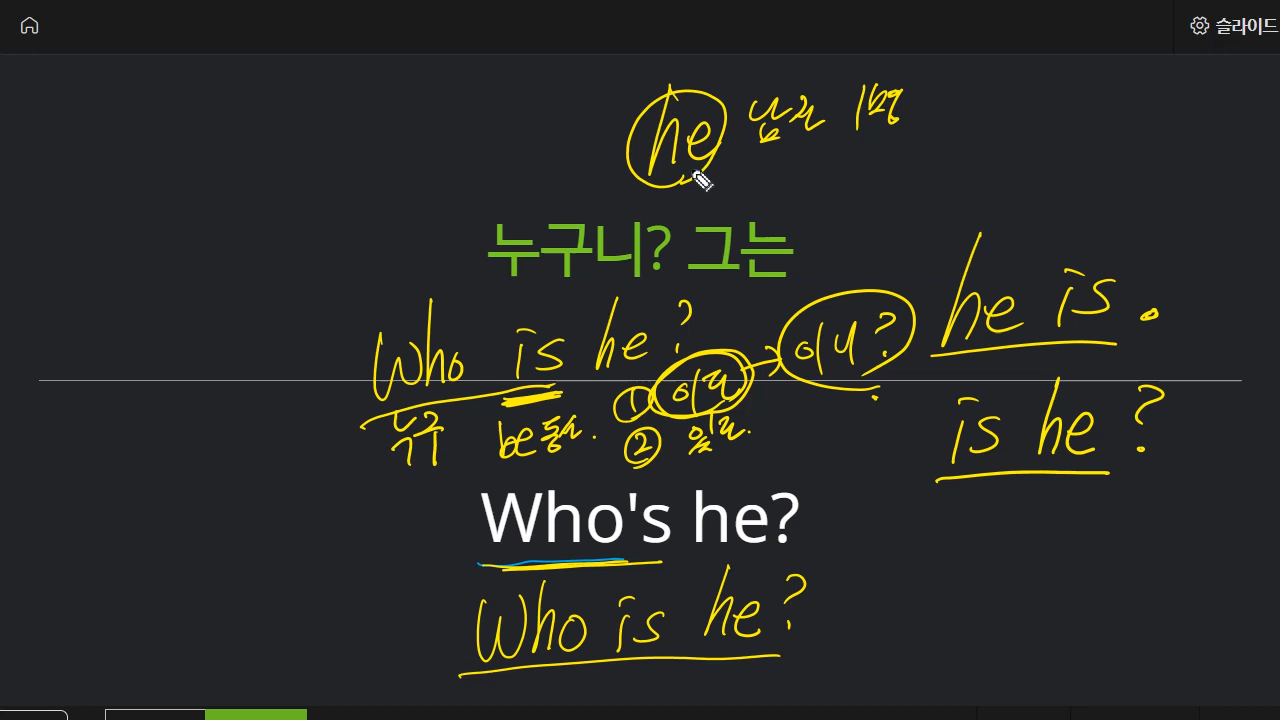 슬라이드
he 남자 1명
누구니? 그는
Who is he?
누구
be동사.
① 이다
② 있다.
이니?
he is.
is he?
Who's he?
Who is he?